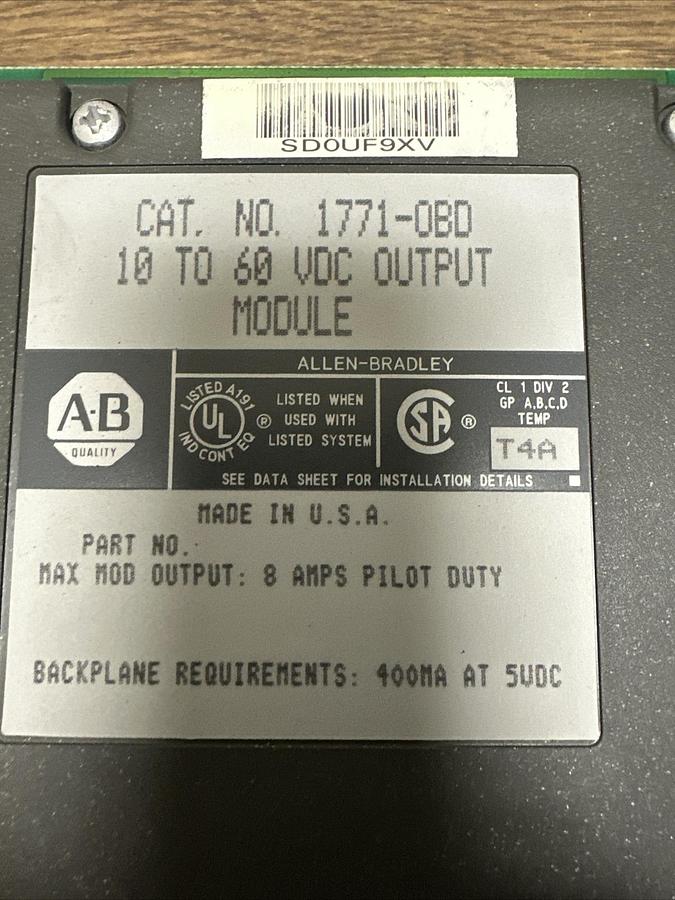 SD0UF9XV
CAT. NO. 1771-OBD
10 TO 60 VDC OUTPUT
MODULE
ALLEN-BRADLEY
A-B
QUALITY
LISTED A191
UL
®
IND CONT EQ
LISTED WHEN
USED WITH
LISTED SYSTEM
SA
®
CL 1 DIV 2
GP A,B,C,D
TEMP
T4A
SEE DATA SHEET FOR INSTALLATION DETAILS
MADE IN U.S.A.
PART NO.
MAX MOD OUTPUT: 8 AMPS PILOT DUTY
BACKPLANE REQUIREMENTS: 400MA AT 5VDC